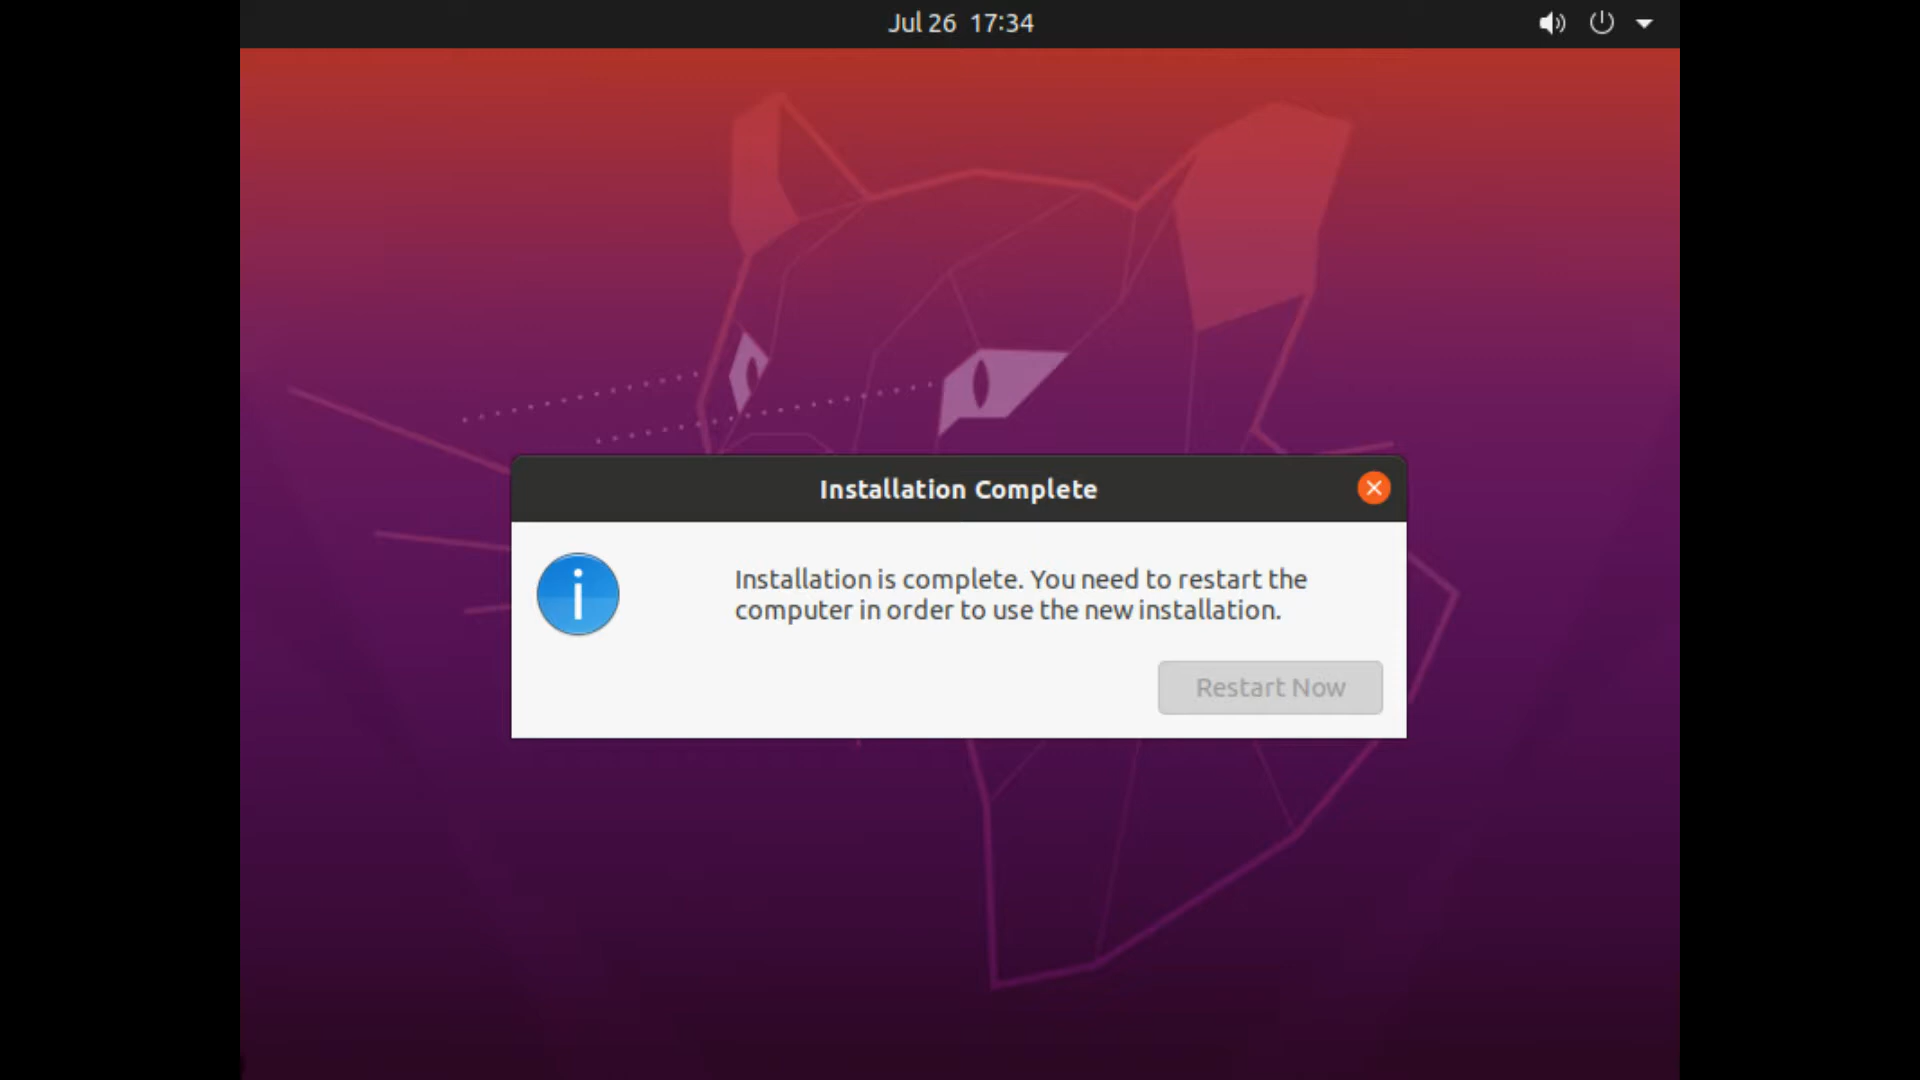 Jul 26 17:34
Installation Complete
Installation is complete. You need to restart the
computer in order to use the new installation.
Restart Now